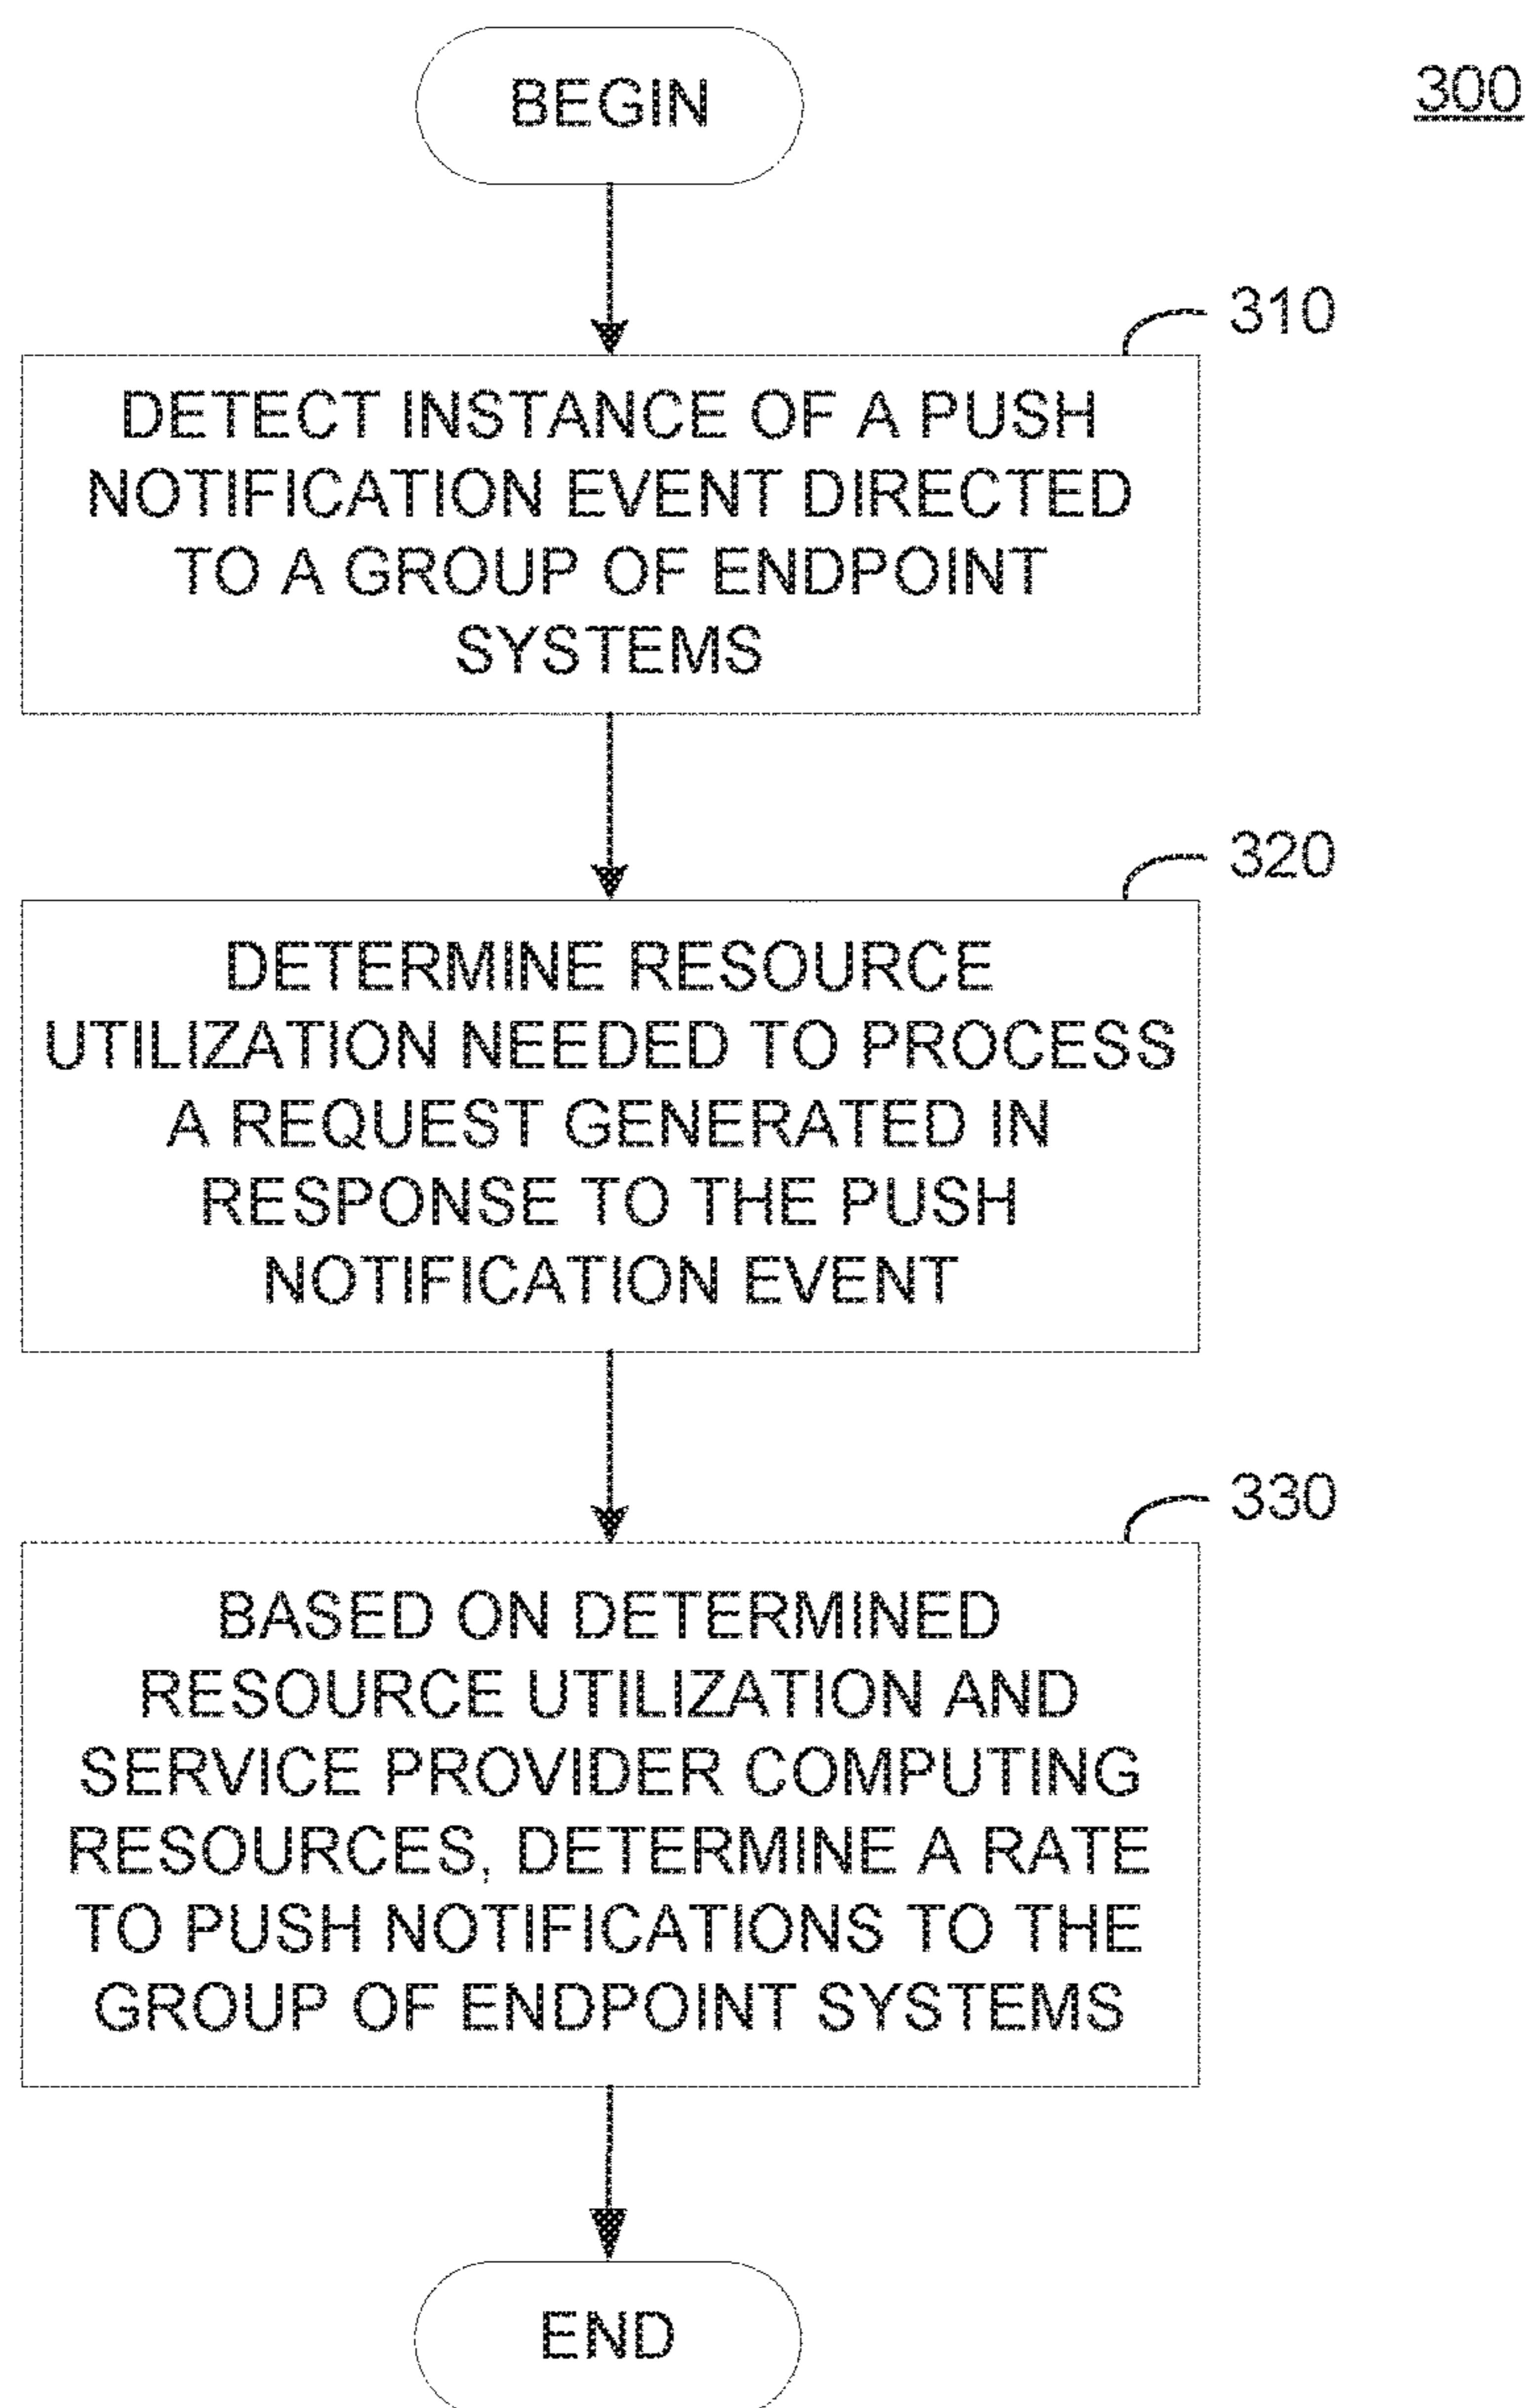 BEGIN
300
310
DETECT INSTANCE OF A PUSH
NOTIFICATION EVENT DIRECTED
TO A GROUP OF ENDPOINT
SYSTEMS
320
DETERMINE RESOURCE
UTILIZATION NEEDED TO PROCESS
A REQUEST GENERATED IN
RESPONSE TO THE PUSH
NOTIFICATION EVENT
330
BASED ON DETERMINED
RESOURCE UTILIZATION AND
SERVICE PROVIDER COMPUTING
RESOURCES, DETERMINE A RATE
TO PUSH NOTIFICATIONS TO THE
GROUP OF ENDPOINT SYSTEMS
END